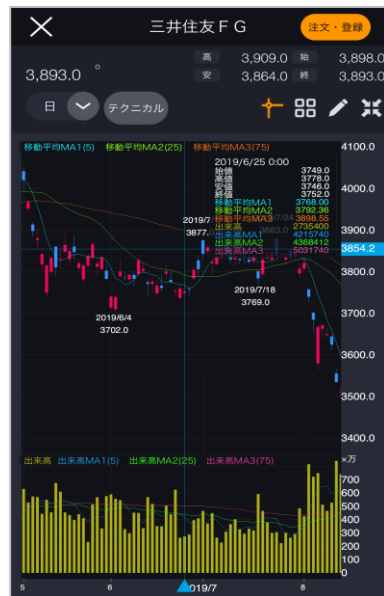 三井住友ＦＧ
注文・登録
高 3,909.0 始 3,898.0
3,893.0 ° 安 3,864.0 終 3,893.0
日 テクニカル
移動平均MA1(5) 移動平均MA2(25) 移動平均MA3(75)
4100.0
2019/6/25 0:00
始値 3749.0
高値 3778.0
安値 3746.0
終値 3752.0
移動平均MA1 3768.00
移動平均MA2 3792.36
移動平均MA3 3898.55
出来高 2735400
出来高MA1 4215740
出来高MA2 4368412
出来高MA3 5031740
4000.0
3900.0
2019/7/
3877.0
7/24
3883.0
3854.2
3800.0
2019/7/18
3769.0
3700.0
2019/6/4
3702.0
3600.0
3500.0
3400.0
出来高 出来高MA1(5) 出来高MA2(25) 出来高MA3(75)
×万
700
600
500
400
300
200
100
0
5 6 2019/7 8